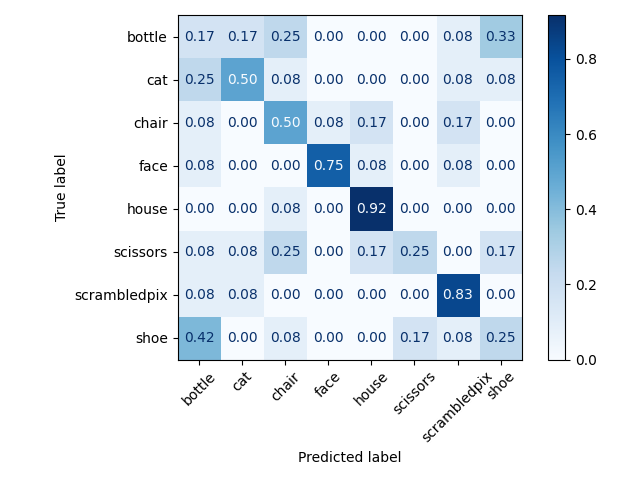 bottle 0.17 0.17 0.25 0.00 0.00 0.00 0.08 0.33
cat 0.25 0.50 0.08 0.00 0.00 0.00 0.08 0.08
chair 0.08 0.00 0.50 0.08 0.17 0.00 0.17 0.00
face 0.08 0.00 0.00 0.75 0.08 0.00 0.08 0.00
house 0.00 0.00 0.08 0.00 0.92 0.00 0.00 0.00
scissors 0.08 0.08 0.25 0.00 0.17 0.25 0.00 0.17
scrambledpix 0.08 0.08 0.00 0.00 0.00 0.00 0.83 0.00
shoe 0.42 0.00 0.08 0.00 0.00 0.17 0.08 0.25
True label
bottle cat chair face house scissors scrambledpix shoe
Predicted label
0.8
0.6
0.4
0.2
0.0